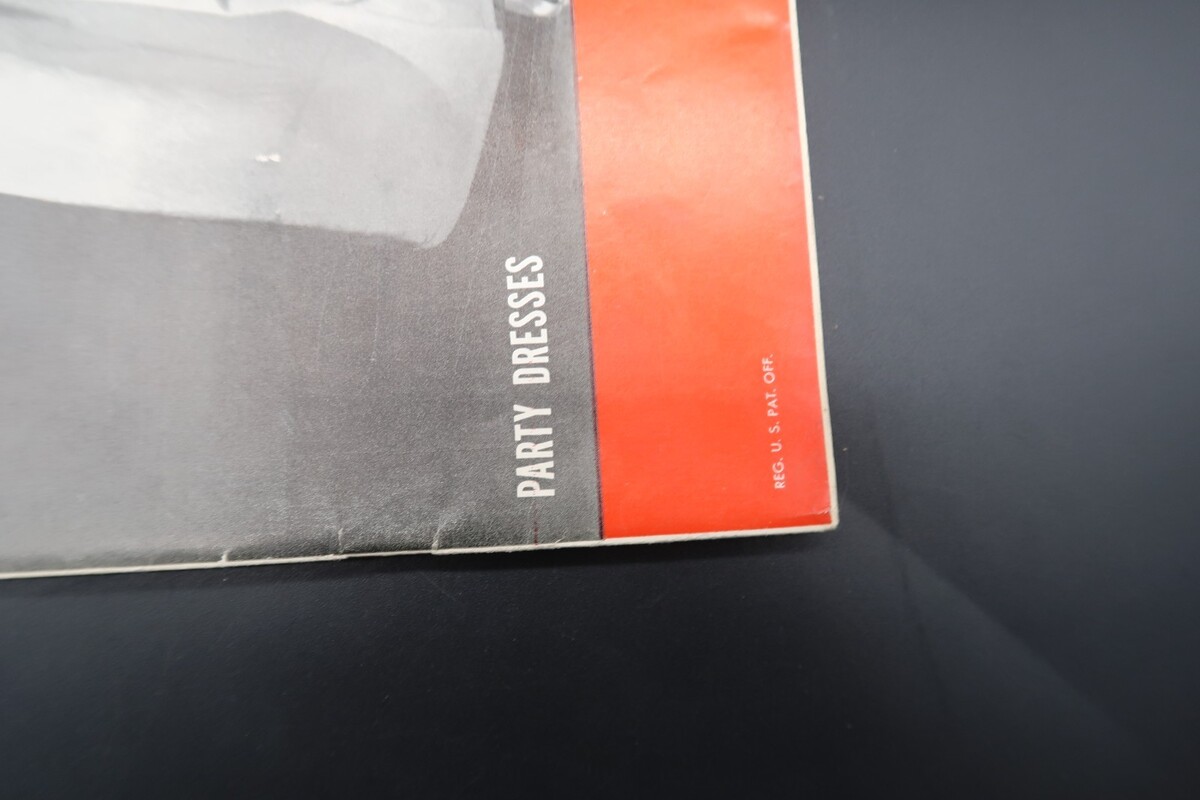 PARTY DRESSES
REG. U. S. PAT. OFF.